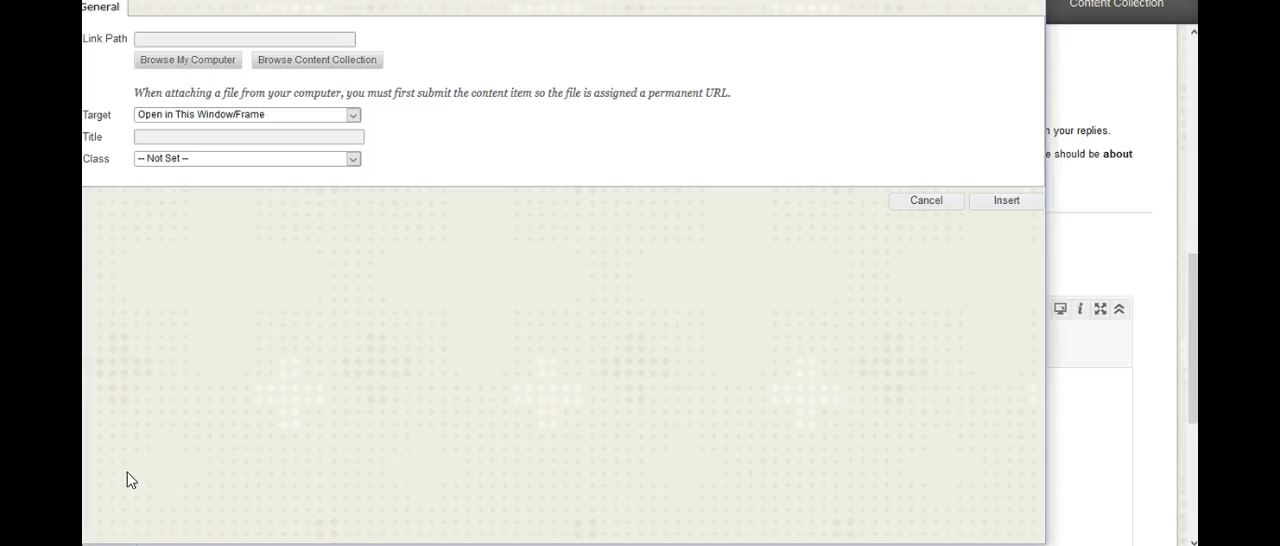 Content Collection
General
Link Path
Browse My Computer Browse Content Collection
When attaching a file from your computer, you must first submit the content item so the file is assigned a permanent URL.
Target Open in This Window/Frame
Title
Class -- Not Set --
Cancel Insert
your replies.
e should be about